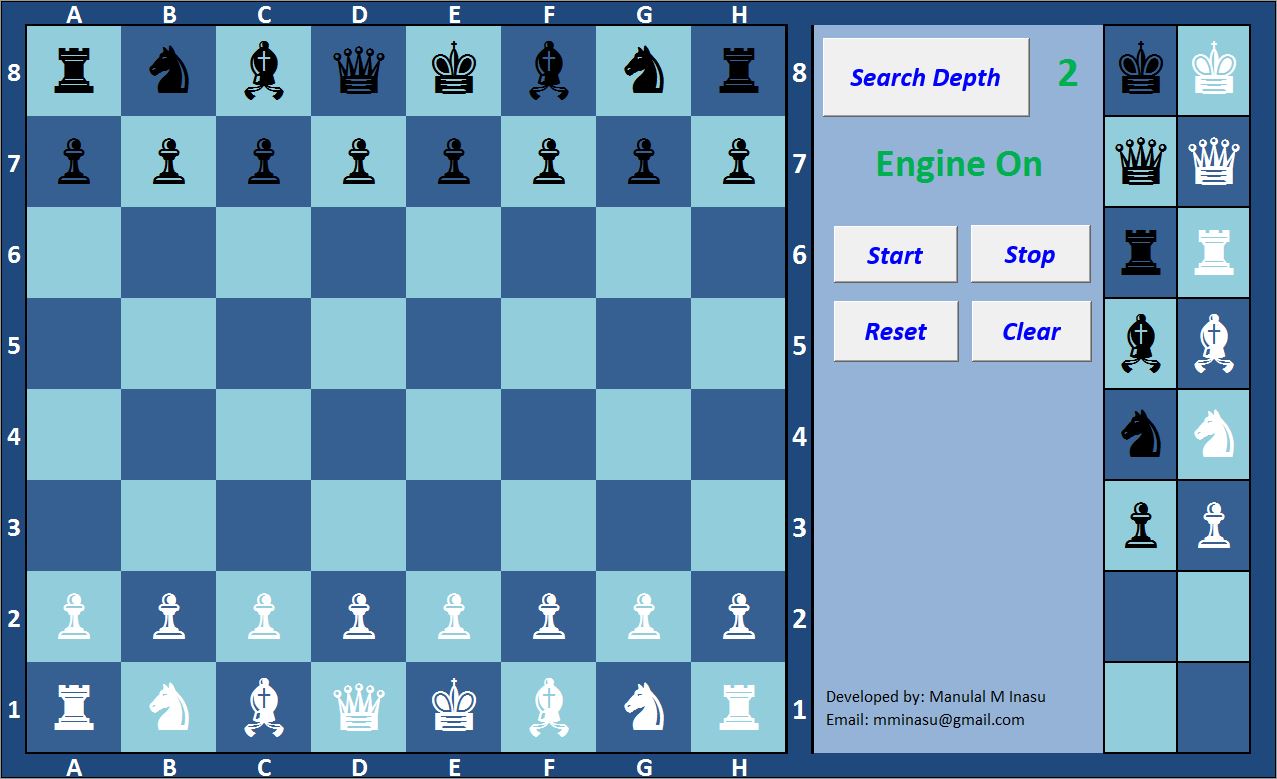 A B C D E F G H
8 8
7 7
6 6
5 5
4 4
3 3
2 2
1 1
A B C D E F G H
Search Depth 2
Engine On
Start Stop
Reset Clear
Developed by: Manulal M Inasu
Email: mminasu@gmail.com